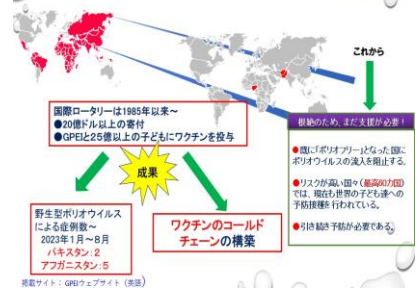 これから
国際ロータリーは1985年以来~
●20億ドル以上の寄付
●GPEIと25億以上の子どもにワクチンを投与
根絶のため、まだ支援が必要!
●既に「ポリオフリー」となった国に
ポリオウイルスの流入を阻止する。
●リスクが高い国々(最高60カ国)
では、現在も世界の子ども達への
予防接種を行われている。
●引き続き予防が必要である。
成果
野生型ポリオウイルス
による症例数~
2023年1月~8月
パキスタン:2
アフガニスタン:5
ワクチンのコールド
チェーンの構築
掲載サイト:GPEIウェブサイト(英語)